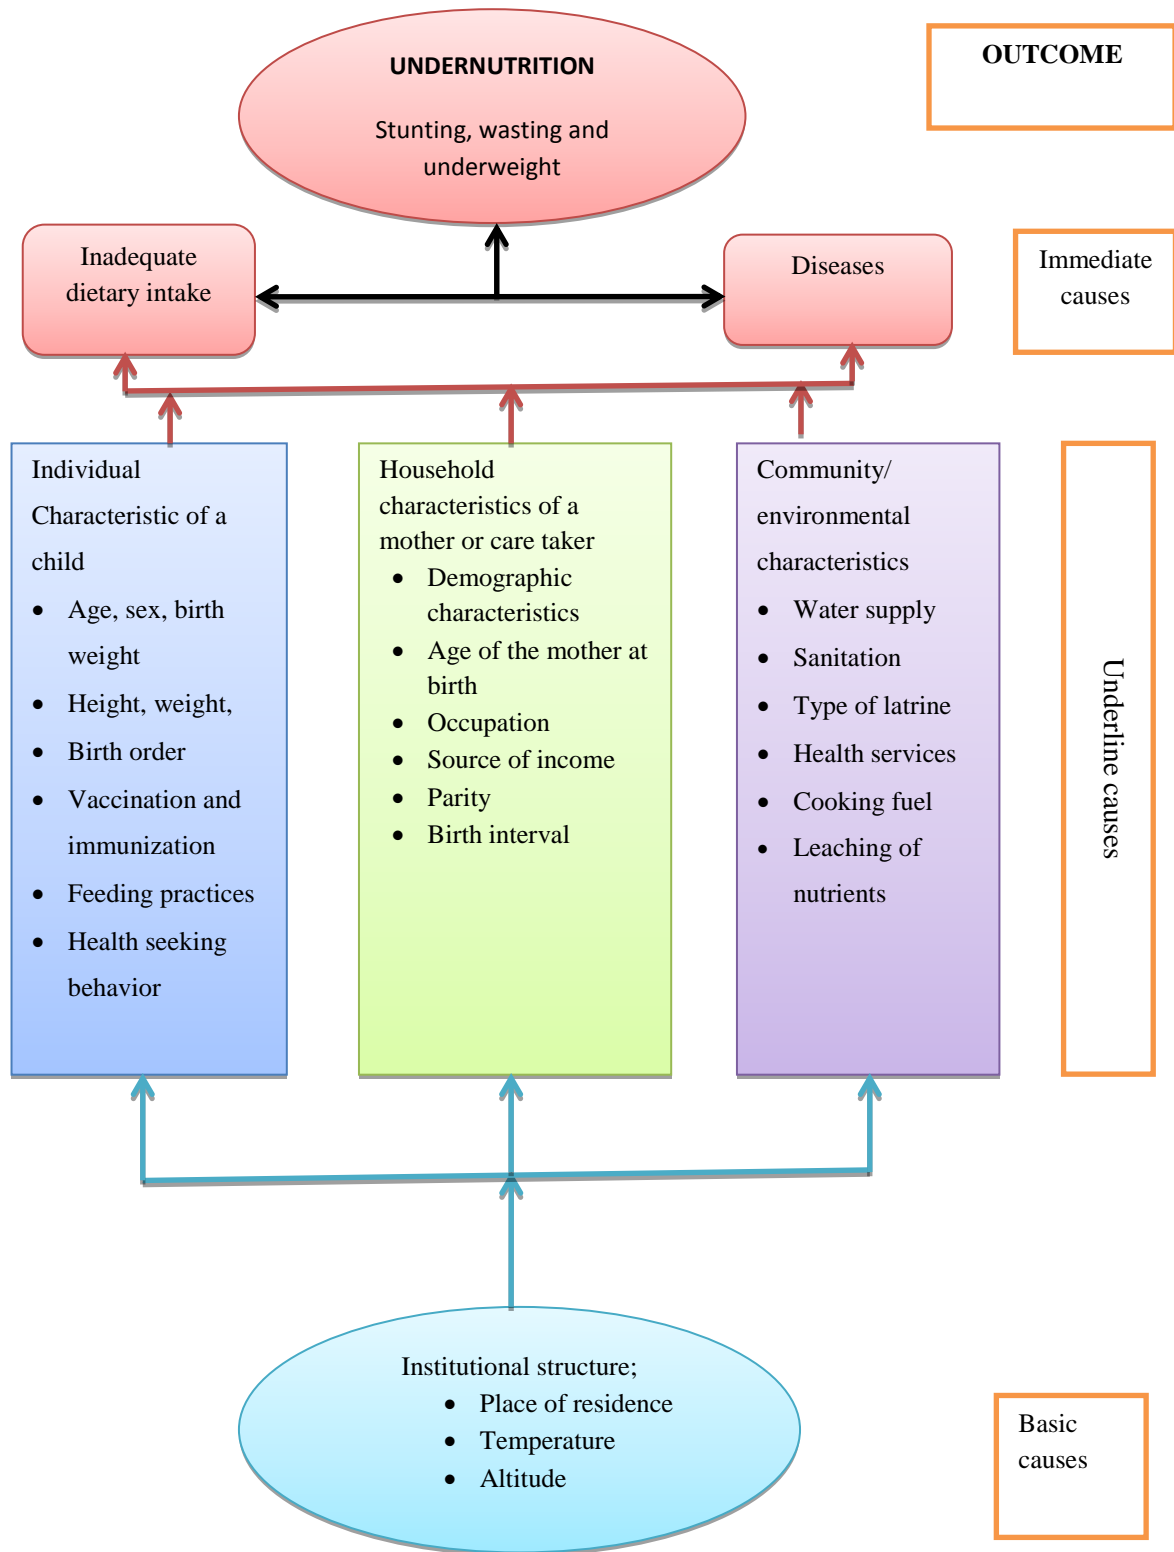 UNDERNUTRITION
Stunting, wasting and
underweight
OUTCOME
Inadequate
dietary intake
Diseases
Immediate
causes
Individual
Characteristic of a
child
• Age, sex, birth
weight
• Height, weight,
• Birth order
• Vaccination and
immunization
• Feeding practices
• Health seeking
behavior
Household
characteristics of a
mother or care taker
• Demographic
characteristics
• Age of the mother at
birth
• Occupation
• Source of income
• Parity
• Birth interval
Community/
environmental
characteristics
• Water supply
• Sanitation
• Type of latrine
• Health services
• Cooking fuel
• Leaching of
nutrients
Underline causes
Institutional structure;
• Place of residence
• Temperature
• Altitude
Basic
causes